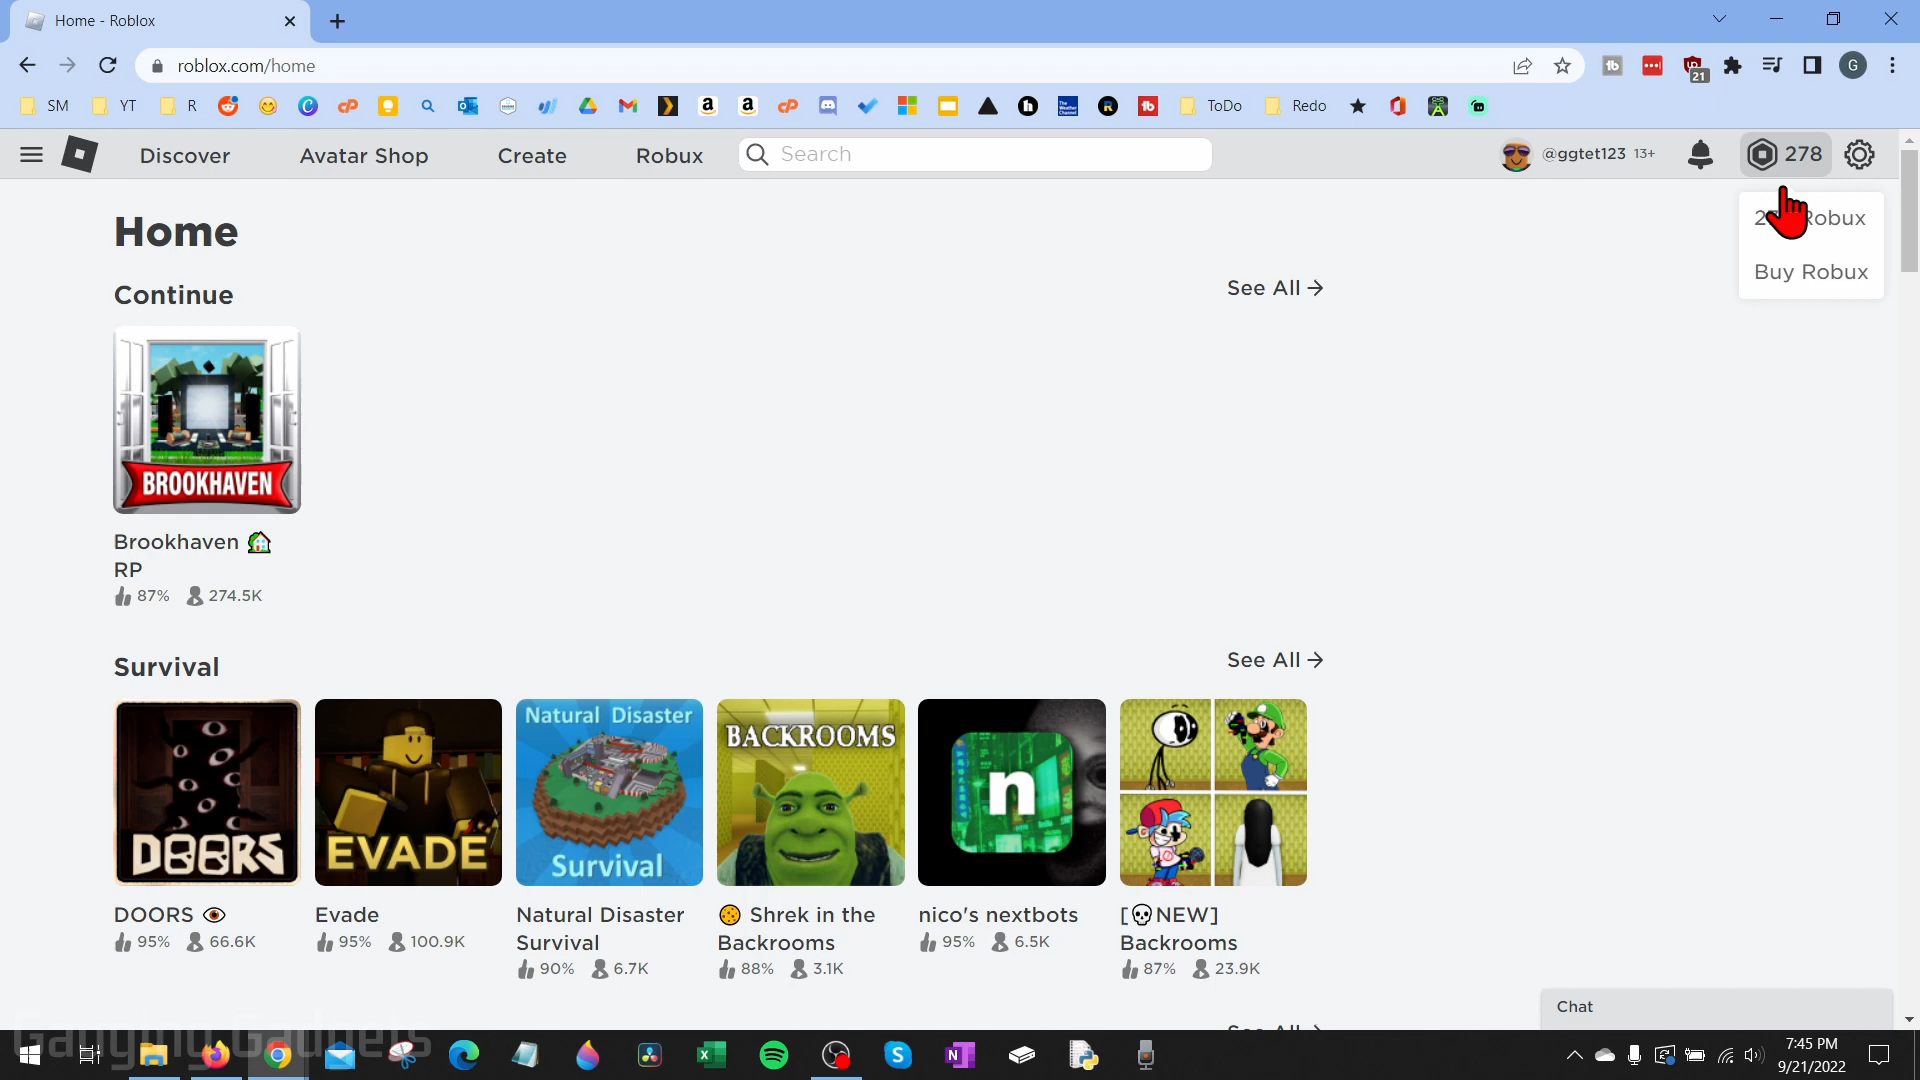 Home - Roblox
roblox.com/home
21
G
SM
YT
R
ToDo
Redo
Discover
Avatar Shop
Create
Robux
Search
@ggtet123 13+
278
Robux
Buy Robux
Home
Continue
See All →
BROOKHAVEN
Brookhaven 🏡
RP
87% 274.5K
Survival
See All →
DOORS
EVADE
Natural Disaster
Survival
BACKROOMS
n
DOORS 👁️
95% 66.6K
Evade
95% 100.9K
Natural Disaster
Survival
90% 6.7K
🟡 Shrek in the
Backrooms
88% 3.1K
nico's nextbots
95% 6.5K
[💀NEW]
Backrooms
87% 23.9K
Chat
Ganging Gadgets
7:45 PM
9/21/2022